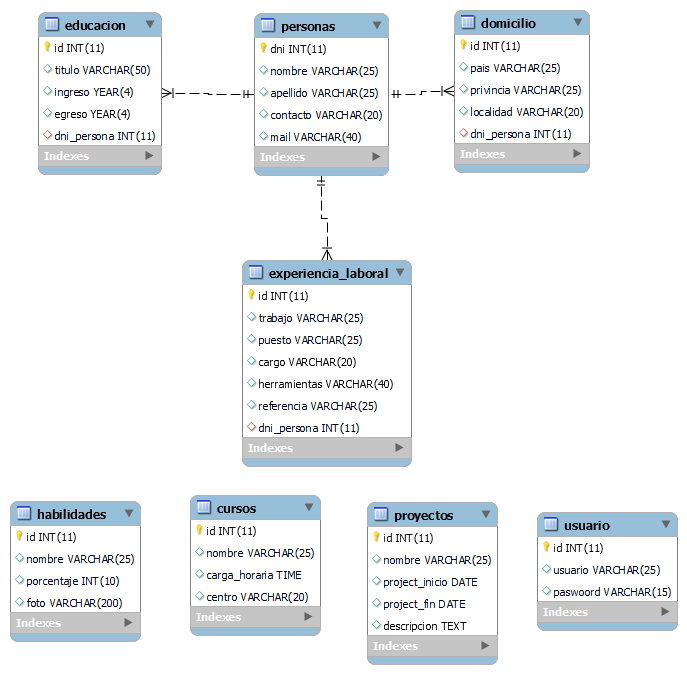 educacion
id INT(11)
titulo VARCHAR(50)
ingreso YEAR(4)
egreso YEAR(4)
dni_persona INT(11)
Indexes
personas
dni INT(11)
nombre VARCHAR(25)
apellido VARCHAR(25)
contacto VARCHAR(20)
mail VARCHAR(40)
Indexes
domicilio
id INT(11)
pais VARCHAR(25)
privincia VARCHAR(25)
localidad VARCHAR(20)
dni_persona INT(11)
Indexes
experiencia_laboral
id INT(11)
trabajo VARCHAR(25)
puesto VARCHAR(25)
cargo VARCHAR(20)
herramientas VARCHAR(40)
referencia VARCHAR(25)
dni_persona INT(11)
Indexes
habilidades
id INT(11)
nombre VARCHAR(25)
porcentaje INT(10)
foto VARCHAR(200)
Indexes
cursos
id INT(11)
nombre VARCHAR(25)
carga_horaria TIME
centro VARCHAR(20)
Indexes
proyectos
id INT(11)
nombre VARCHAR(25)
project_inicio DATE
project_fin DATE
descripcion TEXT
Indexes
usuario
id INT(11)
usuario VARCHAR(25)
paswoord VARCHAR(15)
Indexes